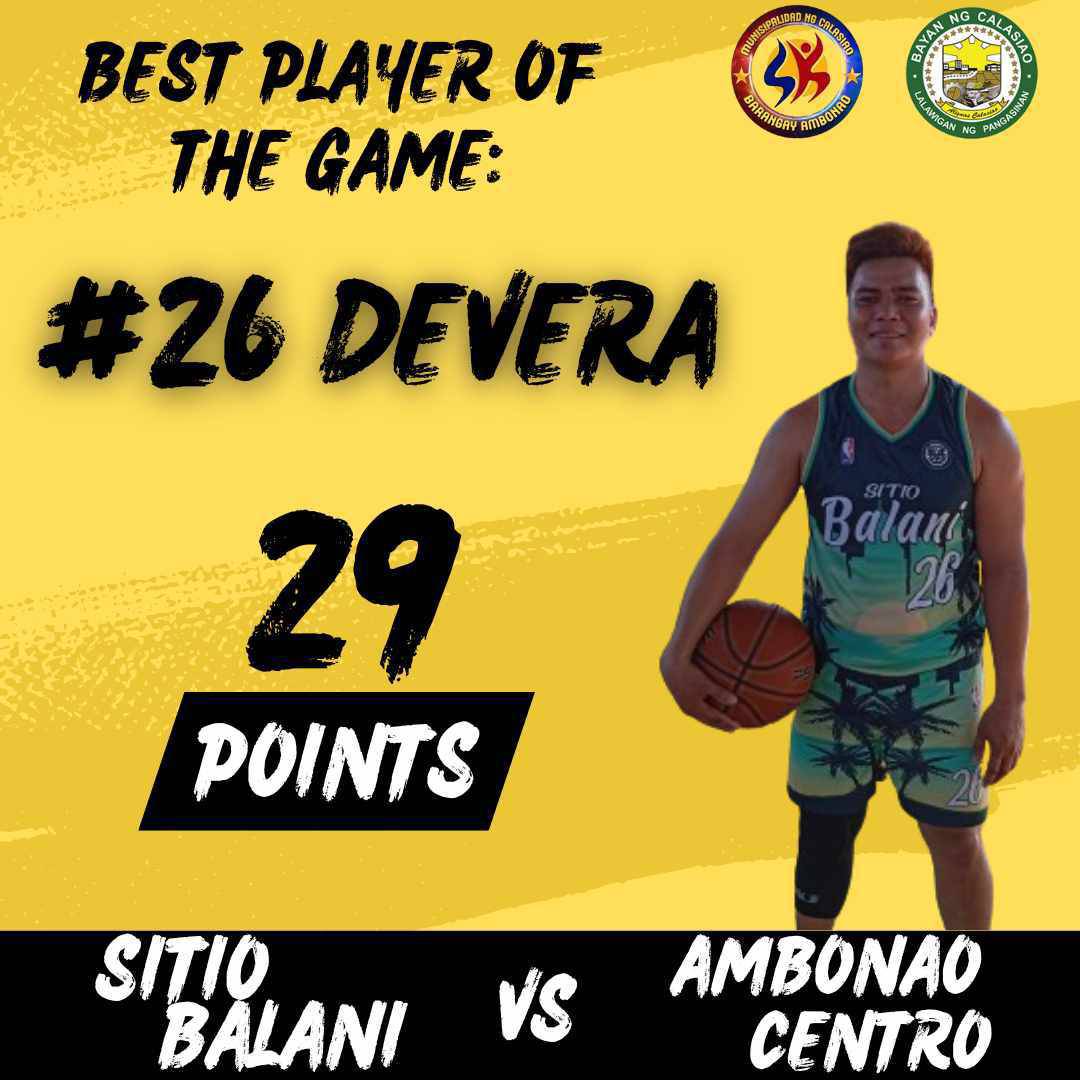 BEST PLAYER OF
THE GAME:
MUNISIPALIDAD NG CALASIAO
BARANGAY AMBONAO
BAYAN NG CALASIAO
LALAWIGAN NG PANGASINAN
#26 DEVERA
29
POINTS
SITIO
Balani
26
26
SITIO
BALANI
VS
AMBONAO
CENTRO